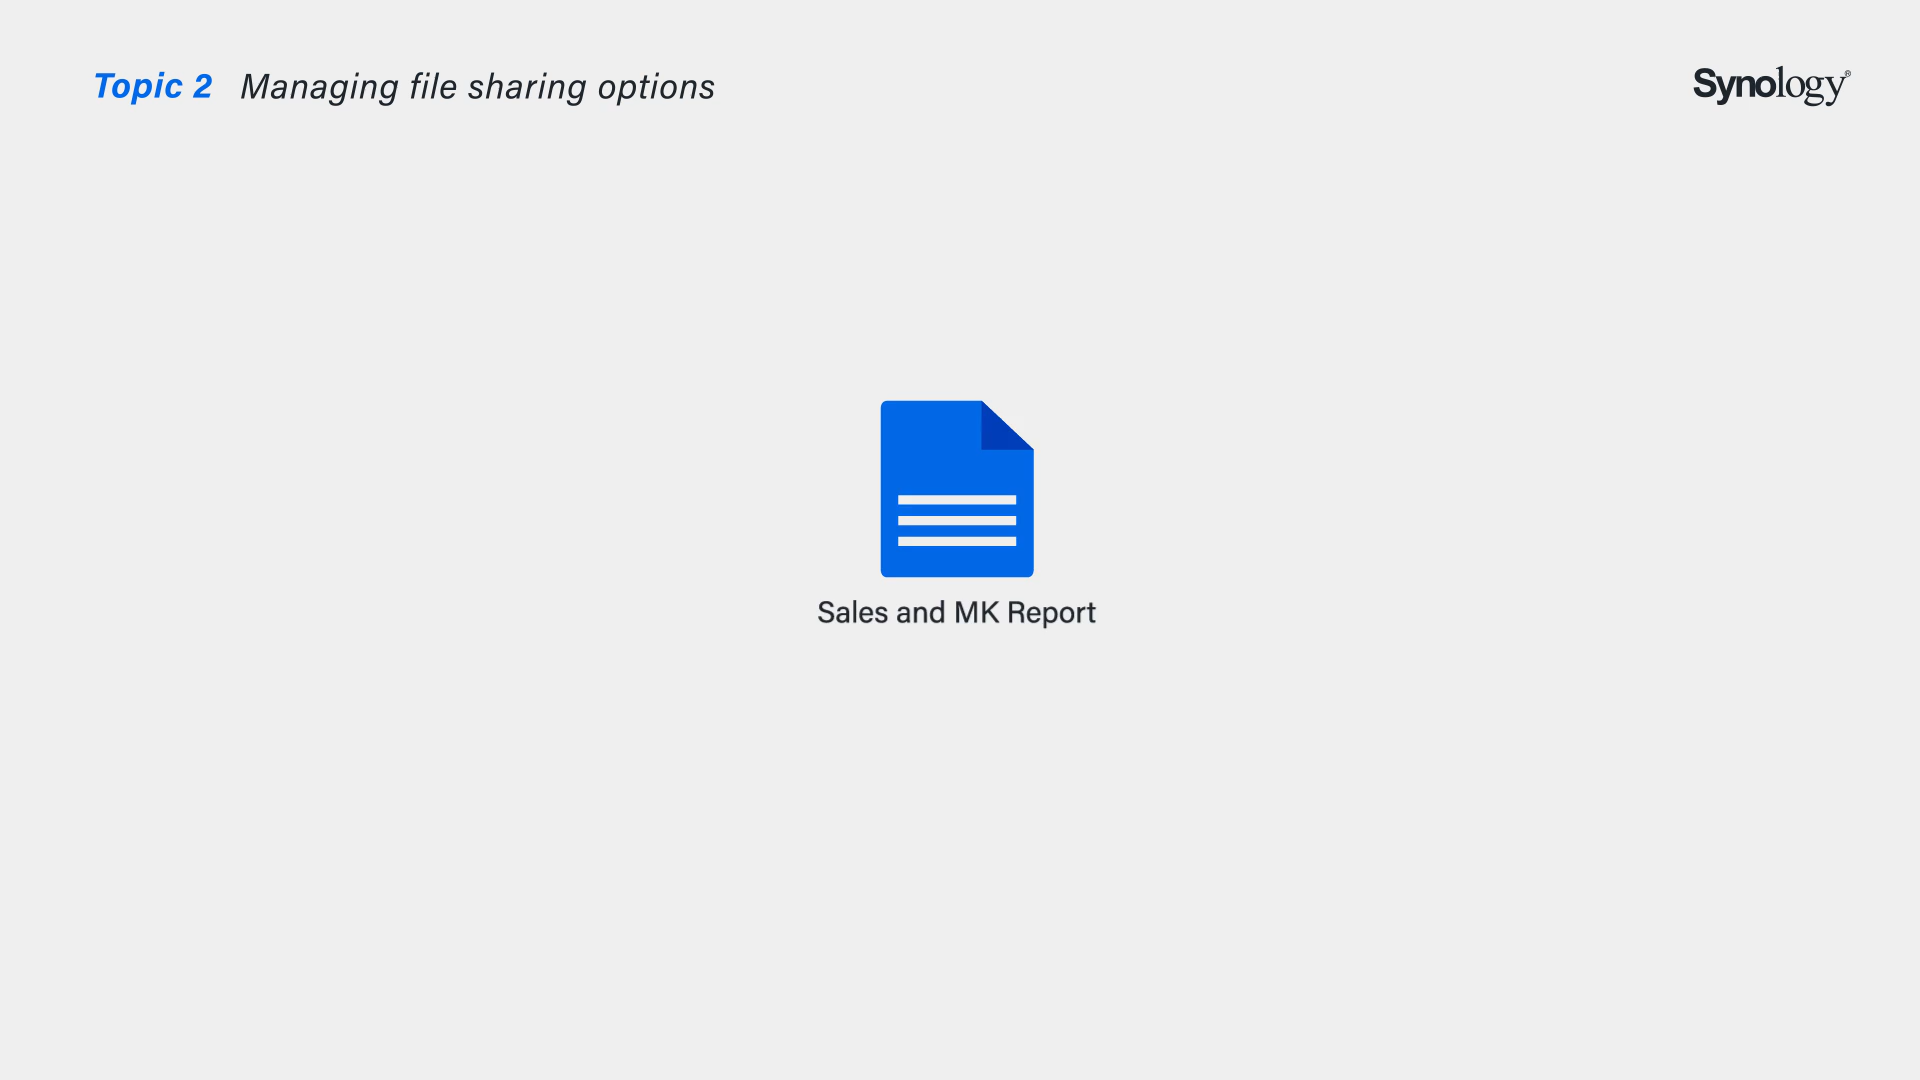 Topic 2 Managing file sharing options
Synology®
Sales and MK Report